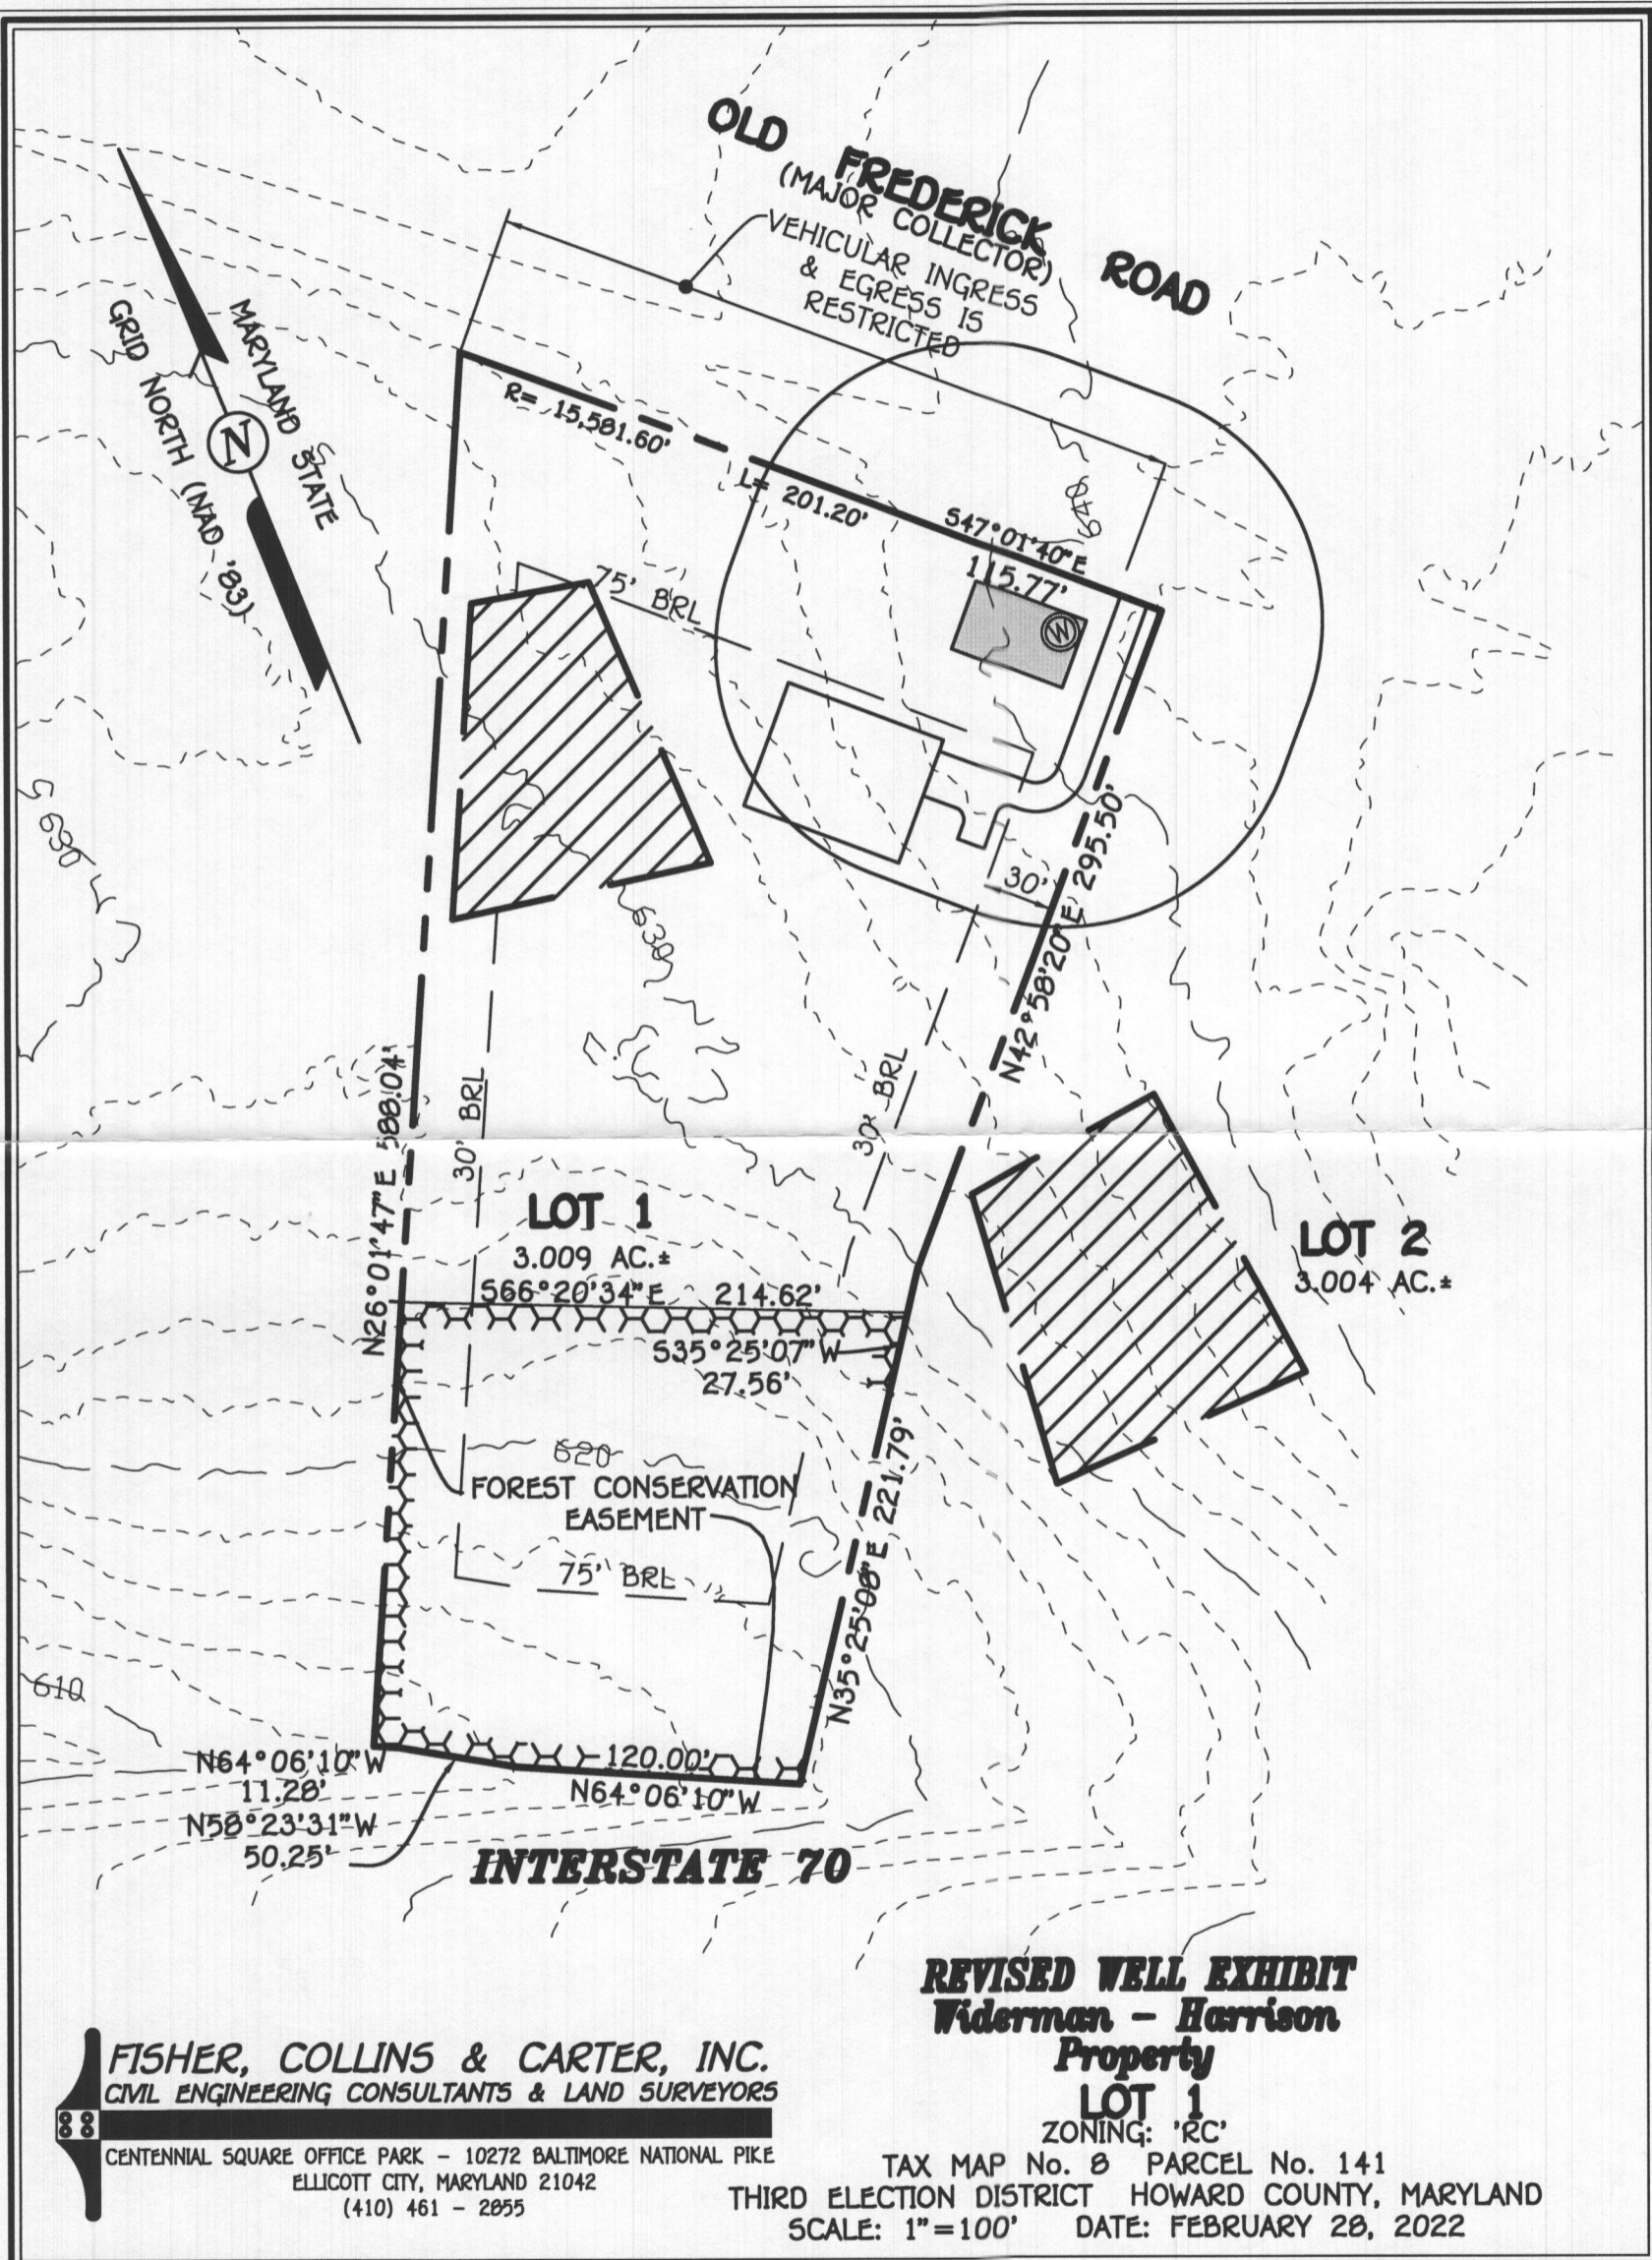 OLD FREDERICK ROAD
(MAJOR COLLECTOR)
VEHICULAR INGRESS
& EGRESS IS
RESTRICTED
GRID NORTH (NAD '83)
MARYLAND STATE
N
R= 15,581.60'
L= 201.20'
S47°01'40"E
115.77'
640
W
75' BRL
630
630
30'
N42°58'20"E 295.50'
N26°01'47"E 588.04'
30' BRL
30' BRL
LOT 1
3.009 AC.±
LOT 2
3.004 AC.±
S66°20'34"E 214.62'
S35°25'07"W
27.56'
620
FOREST CONSERVATION
EASEMENT
75' BRL
N35°25'08"E 221.79'
610
N64°06'10"W
11.28'
N58°23'31"W
50.25'
120.00'
N64°06'10"W
INTERSTATE 70
REVISED WELL EXHIBIT
Widerman - Harrison
Property
LOT 1
ZONING: 'RC'
TAX MAP No. 8 PARCEL No. 141
THIRD ELECTION DISTRICT HOWARD COUNTY, MARYLAND
SCALE: 1"=100' DATE: FEBRUARY 28, 2022
FISHER, COLLINS & CARTER, INC.
CIVIL ENGINEERING CONSULTANTS & LAND SURVEYORS
CENTENNIAL SQUARE OFFICE PARK - 10272 BALTIMORE NATIONAL PIKE
ELLICOTT CITY, MARYLAND 21042
(410) 461 - 2855